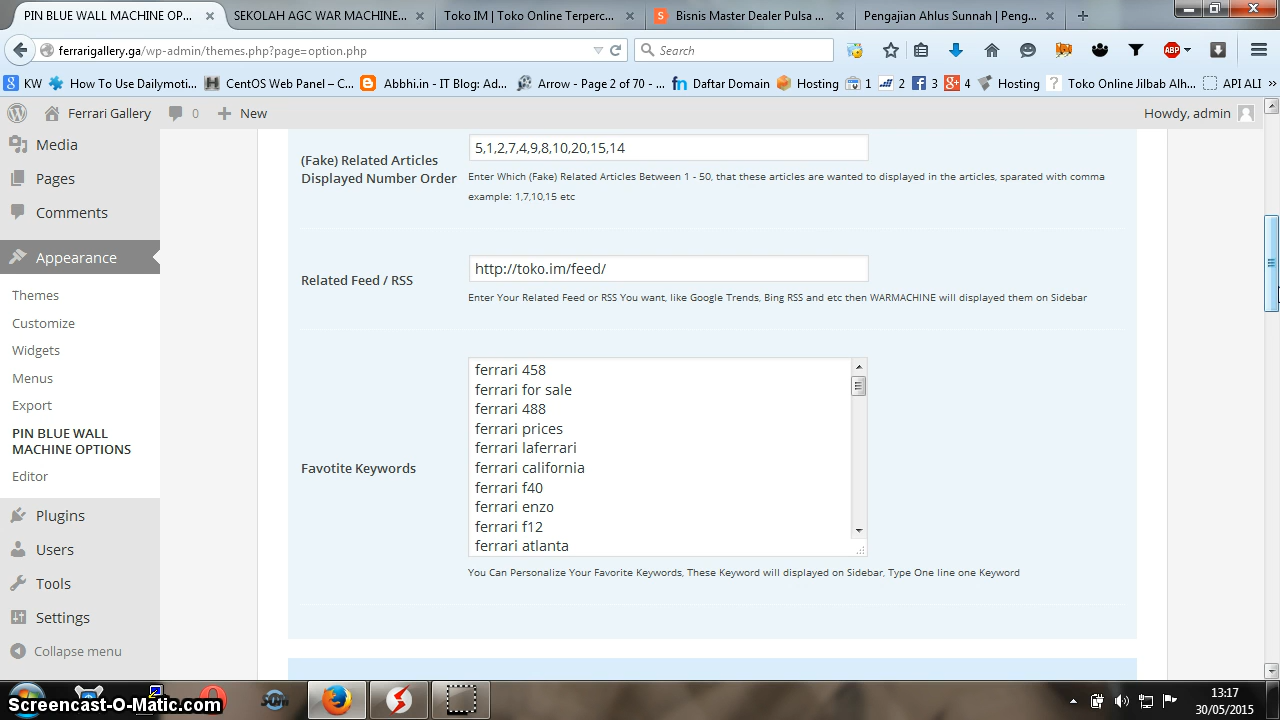 PIN BLUE WALL MACHINE OP...
SEKOLAH AGC WAR MACHINE...
Toko IM | Toko Online Terperc...
Bisnis Master Dealer Pulsa ...
Pengajian Ahlus Sunnah | Peng...
ferrarigallery.ga/wp-admin/themes.php?page=option.php
Search
ABP
KW
How To Use Dailymoti...
CentOS Web Panel – C...
Abbhi.in - IT Blog: Ad...
Arrow - Page 2 of 70 - ...
Daftar Domain
Hosting
1
2
3
4
Hosting
Toko Online Jilbab Alh...
API ALI
Ferrari Gallery
0
New
Howdy, admin
Media
Pages
Comments
Appearance
Themes
Customize
Widgets
Menus
Export
PIN BLUE WALL
MACHINE OPTIONS
Editor
Plugins
Users
Tools
Settings
Collapse menu
(Fake) Related Articles
Displayed Number Order
5,1,2,7,4,9,8,10,20,15,14
Enter Which (Fake) Related Articles Between 1 - 50, that these articles are wanted to displayed in the articles, sparated with comma
example: 1,7,10,15 etc
Related Feed / RSS
http://toko.im/feed/
Enter Your Related Feed or RSS You want, like Google Trends, Bing RSS and etc then WARMACHINE will displayed them on Sidebar
Favotite Keywords
ferrari 458
ferrari for sale
ferrari 488
ferrari prices
ferrari laferrari
ferrari california
ferrari f40
ferrari enzo
ferrari f12
ferrari atlanta
You Can Personalize Your Favorite Keywords, These Keyword will displayed on Sidebar, Type One line one Keyword
Screencast-O-Matic.com
13:17
30/05/2015